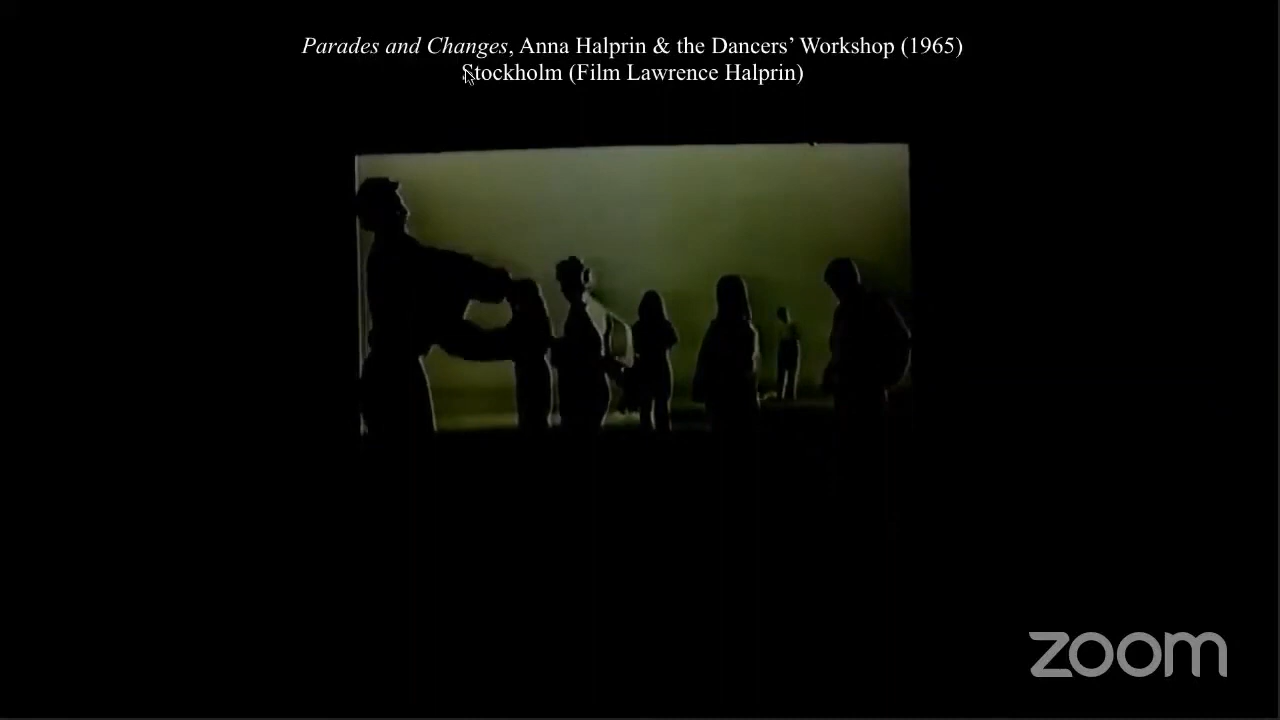 Parades and Changes, Anna Halprin & the Dancers’ Workshop (1965)
Stockholm (Film Lawrence Halprin)
zoom